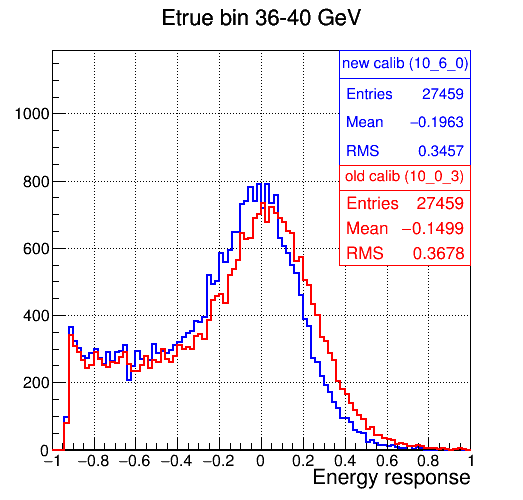 Etrue bin 36-40 GeV
new calib (10_6_0)
Entries 27459
Mean −0.1963
RMS 0.3457
old calib (10_0_3)
Entries 27459
Mean −0.1499
RMS 0.3678
1000
800
600
400
200
0
−1 −0.8 −0.6 −0.4 −0.2 0 0.2 0.4 0.6 0.8 1
Energy response